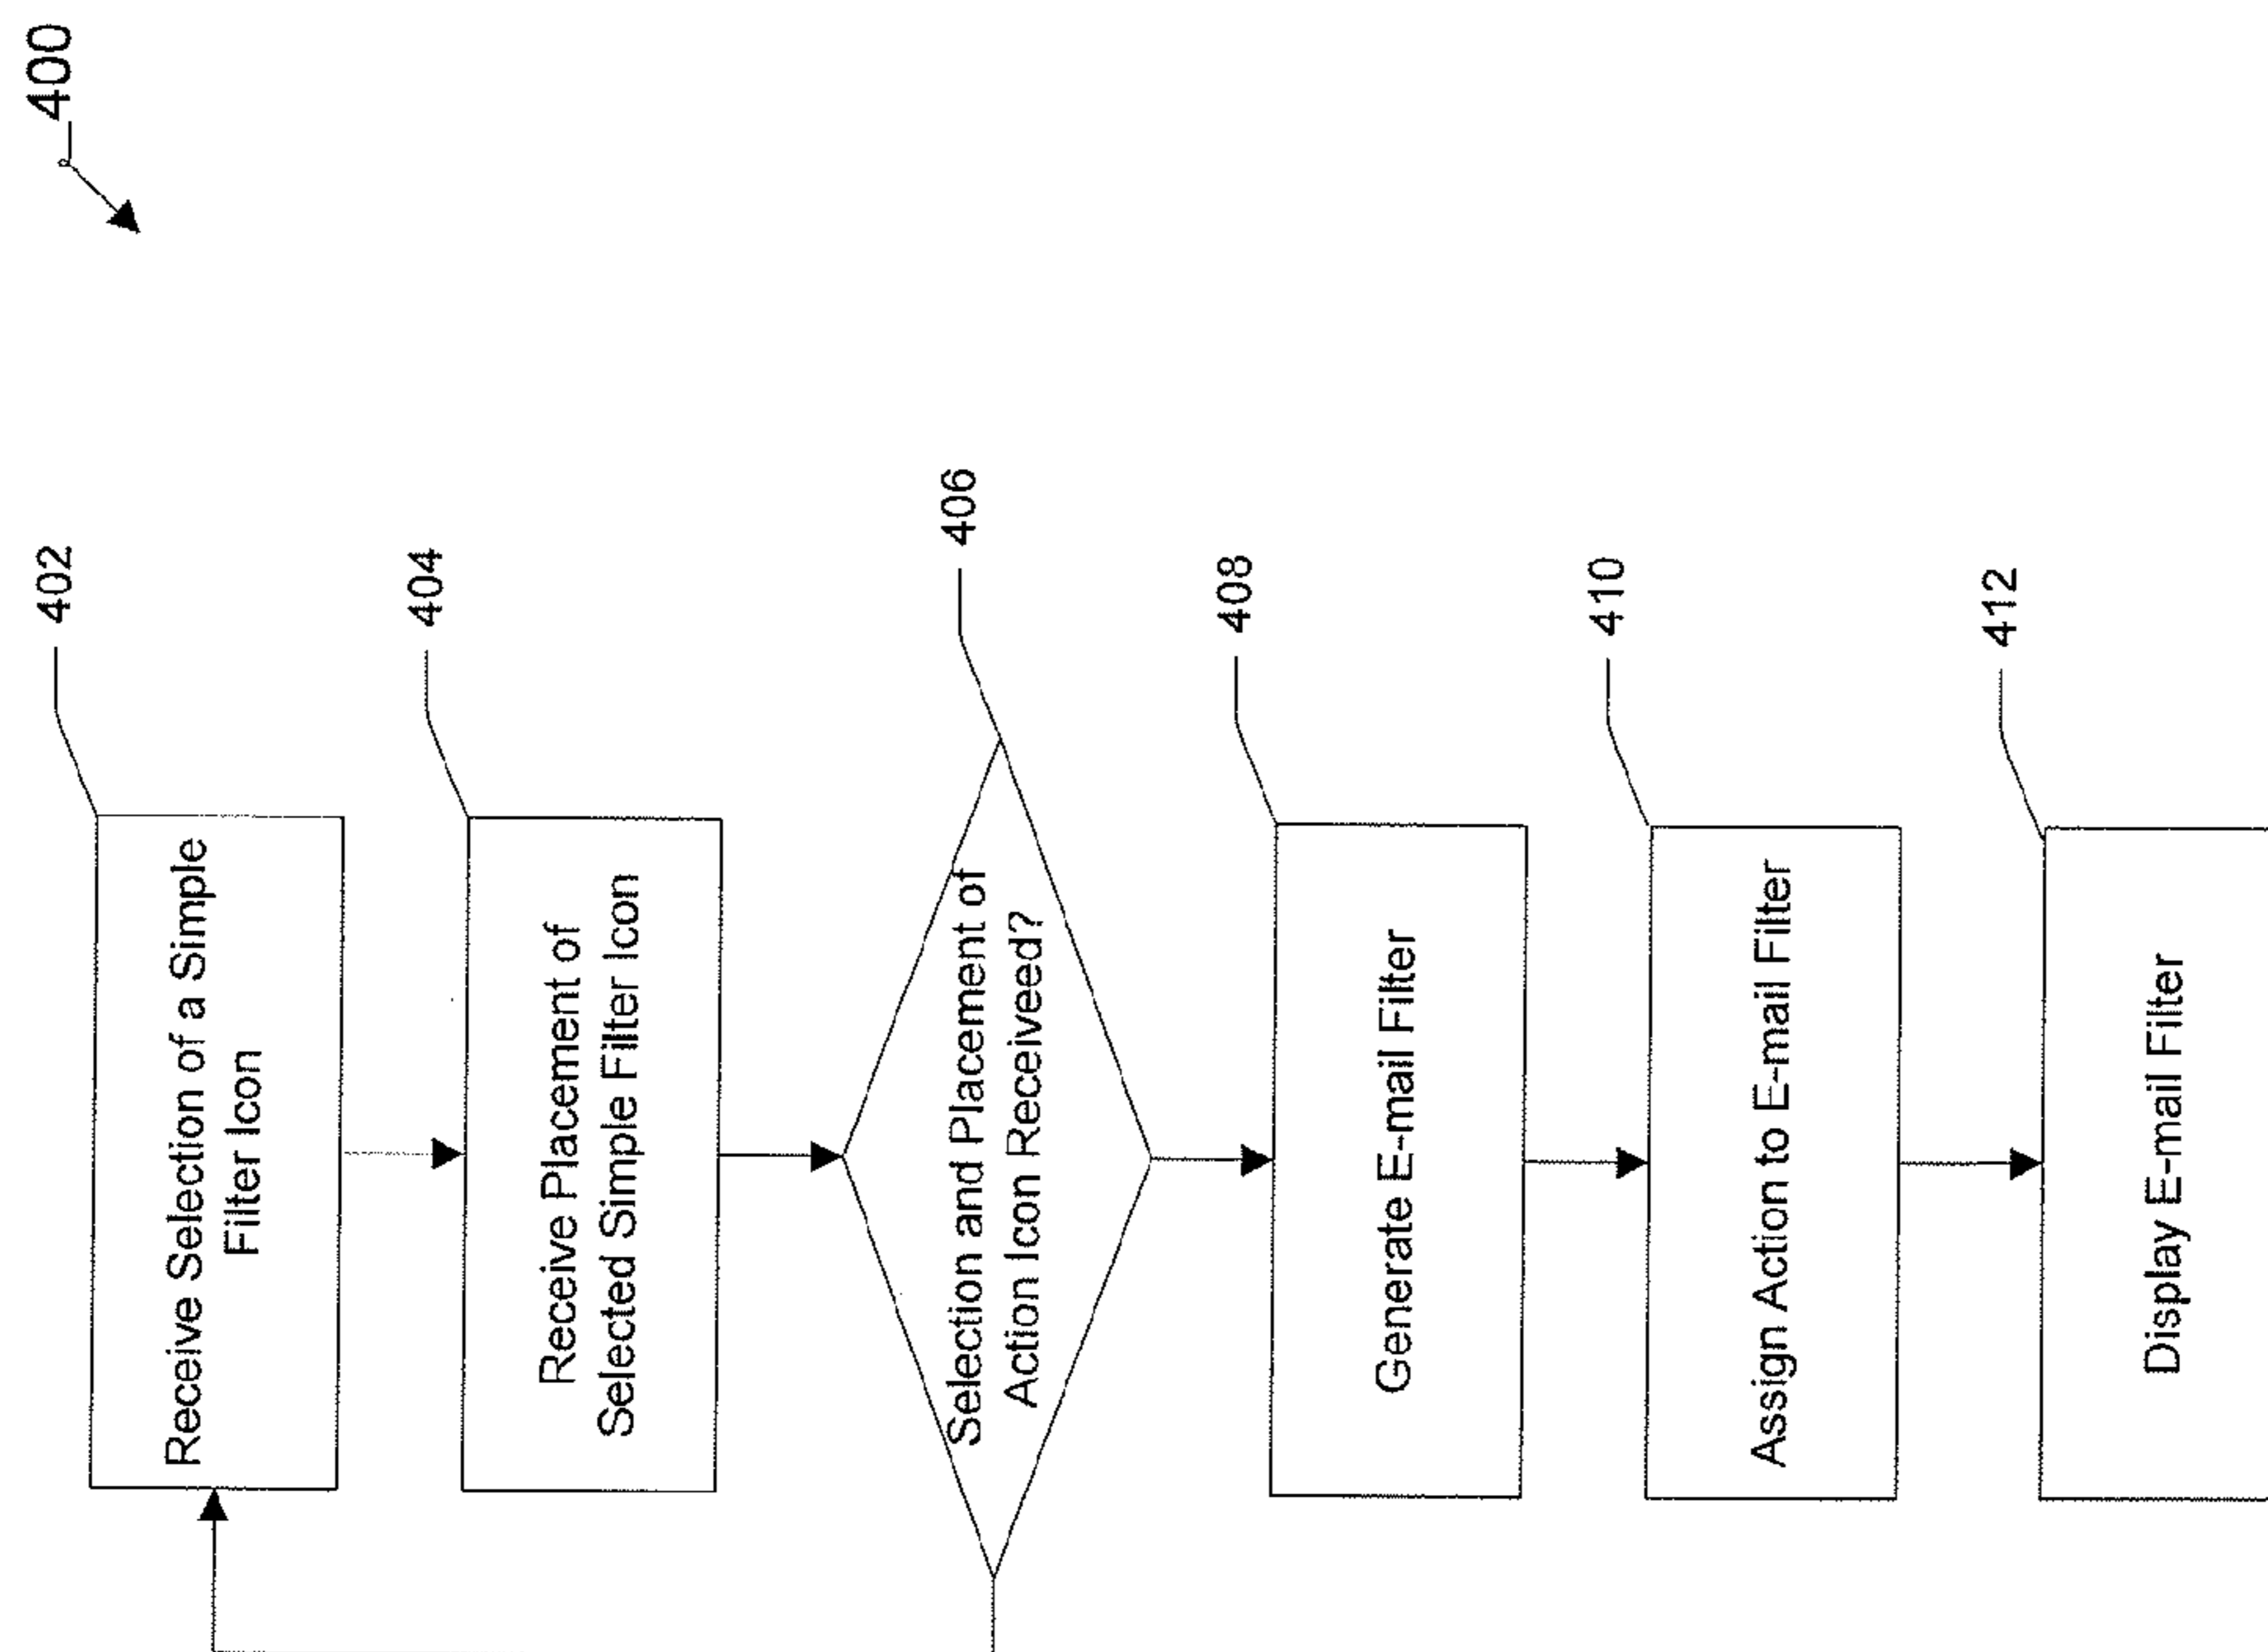 400
402
Receive Selection of a Simple
Filter Icon
404
Receive Placement of
Selected Simple Filter Icon
406
Selection and Placement of
Action Icon Receiveed?
408
Generate E-mail Filter
410
Assign Action to E-mail Filter
412
Display E-mail Filter